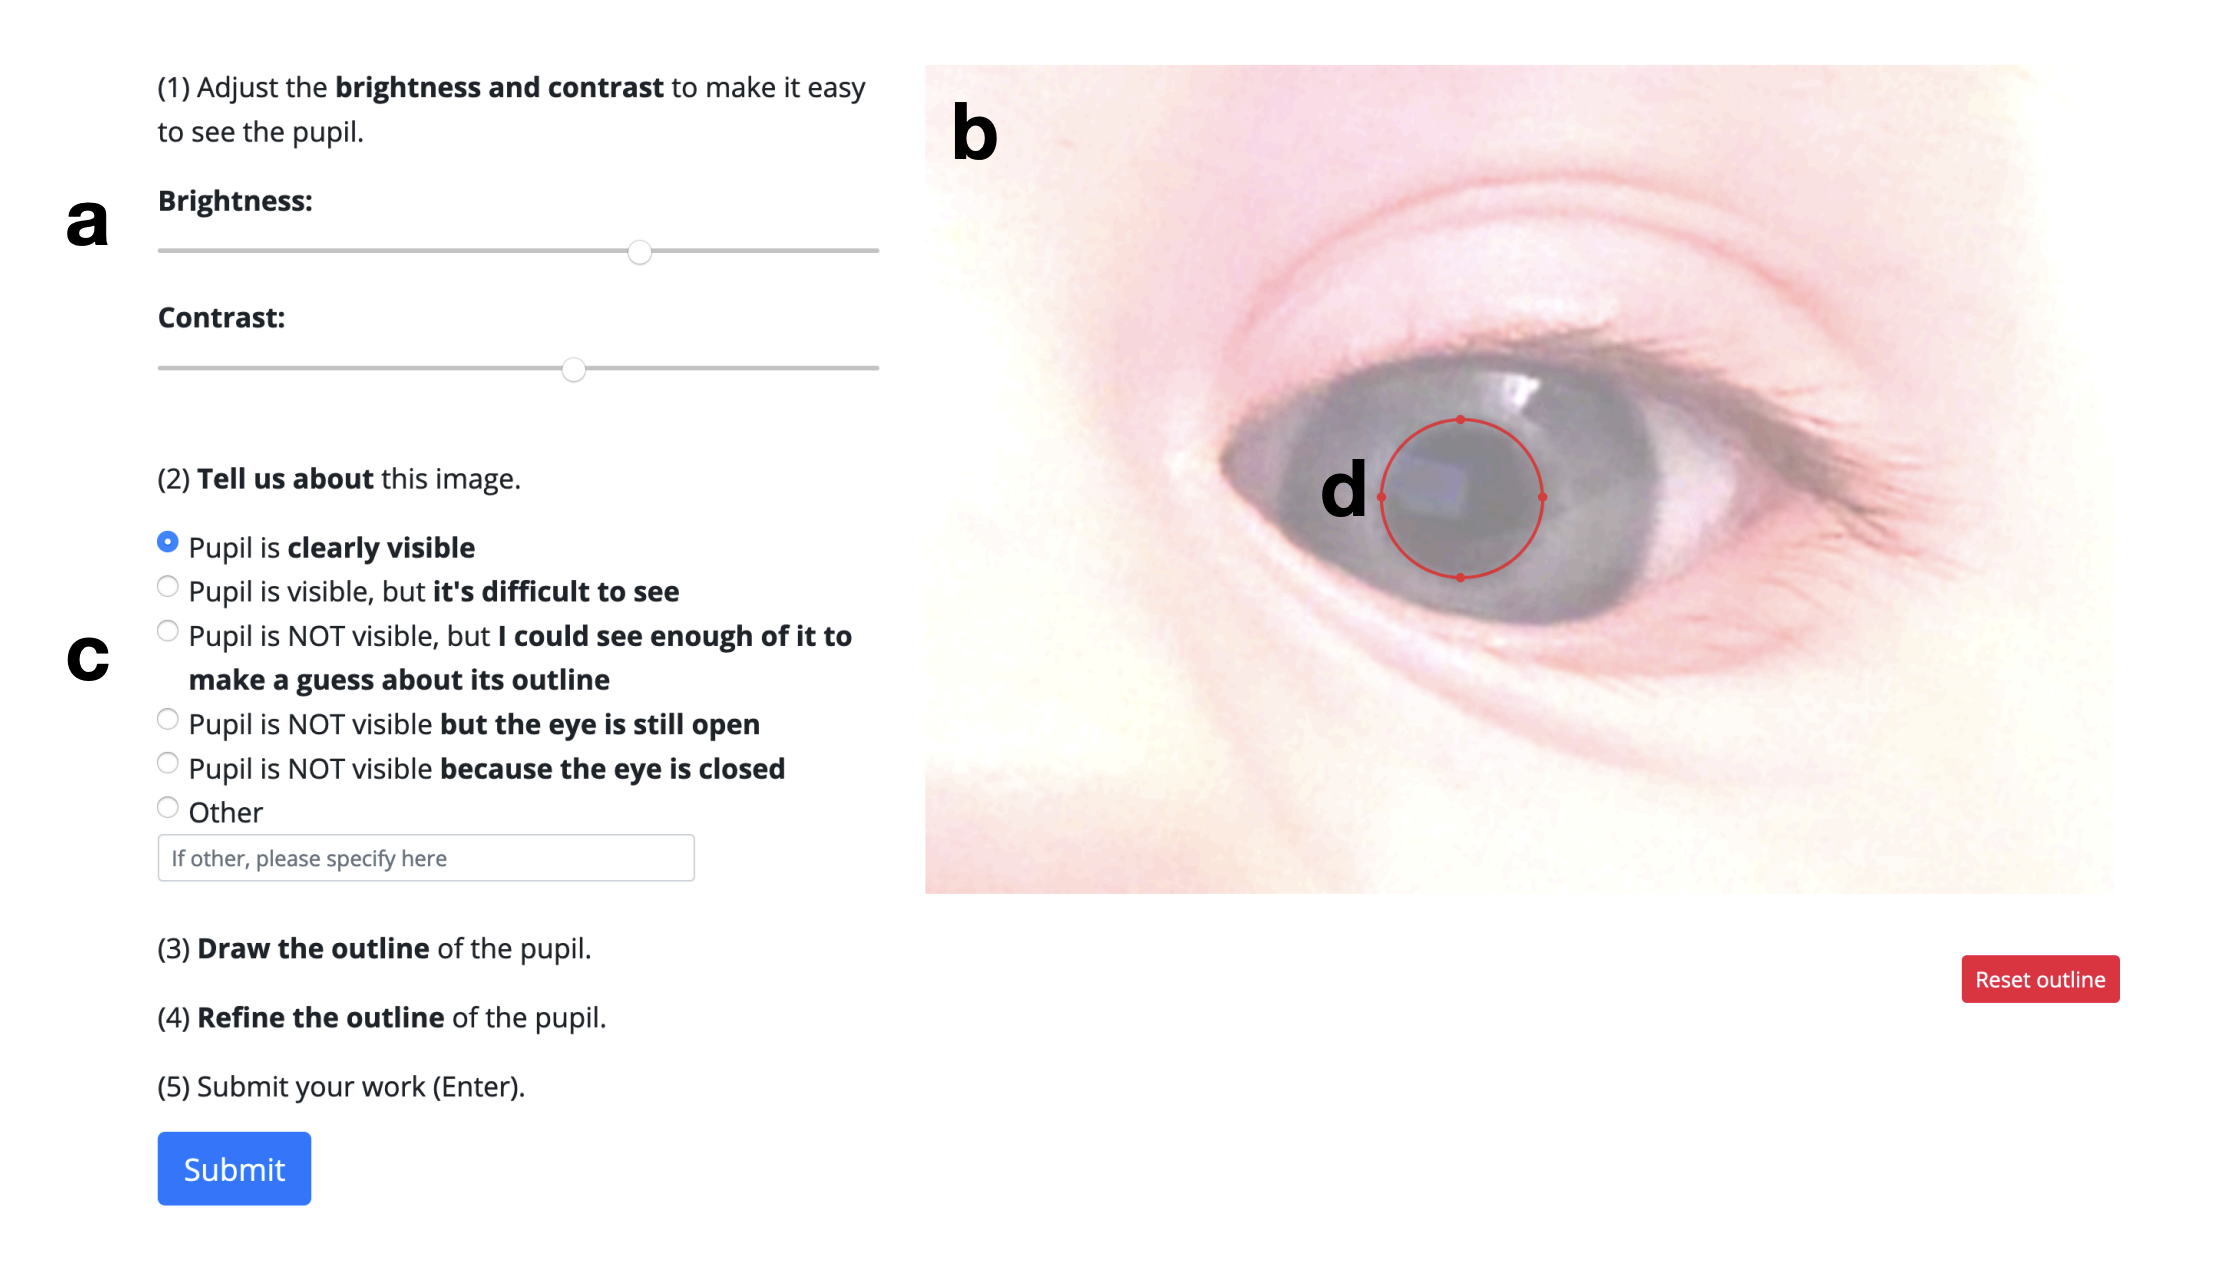 (1) Adjust the brightness and contrast to make it easy
to see the pupil.
a
Brightness:
Contrast:
(2) Tell us about this image.
Pupil is clearly visible
Pupil is visible, but it's difficult to see
c
Pupil is NOT visible, but I could see enough of it to
make a guess about its outline
Pupil is NOT visible but the eye is still open
Pupil is NOT visible because the eye is closed
Other
If other, please specify here
(3) Draw the outline of the pupil.
(4) Refine the outline of the pupil.
(5) Submit your work (Enter).
Submit
b
d
Reset outline